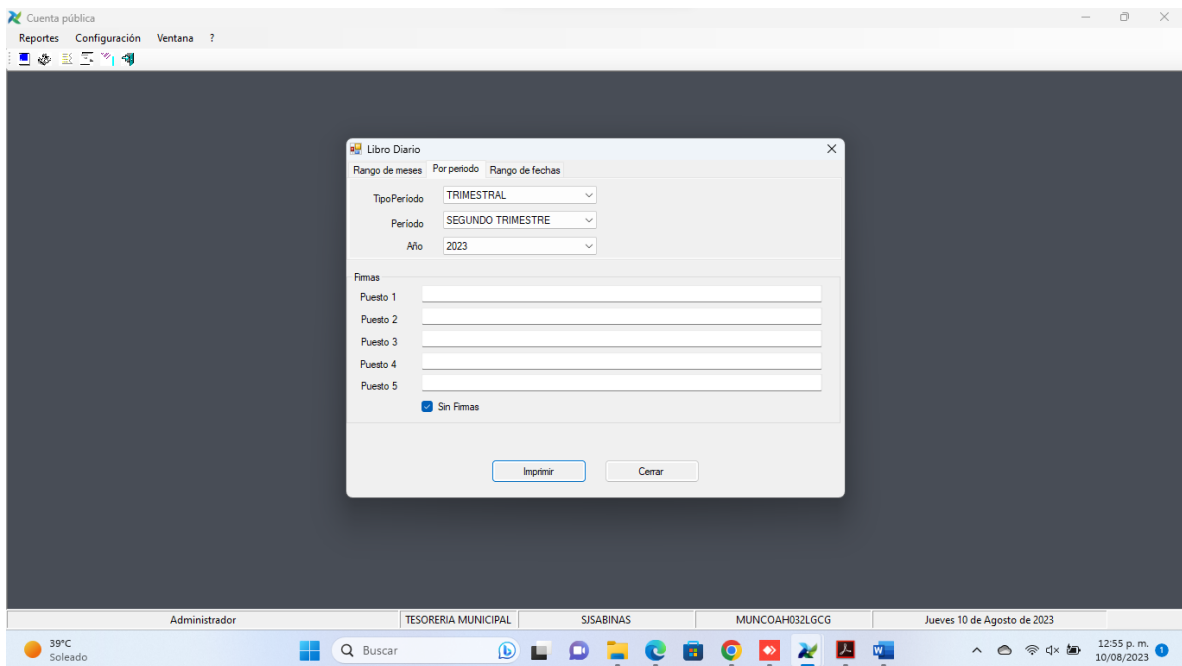 Cuenta pública
Reportes Configuración Ventana ?
Libro Diario
Rango de meses Por periodo Rango de fechas
TipoPeríodo TRIMESTRAL
Período SEGUNDO TRIMESTRE
Año 2023
Firmas
Puesto 1
Puesto 2
Puesto 3
Puesto 4
Puesto 5
Sin Firmas
Imprimir Cerrar
Administrador TESORERIA MUNICIPAL SJSABINAS MUNCOAH032LGCG Jueves 10 de Agosto de 2023
39°C
Soleado
Buscar
12:55 p. m.
10/08/2023
1